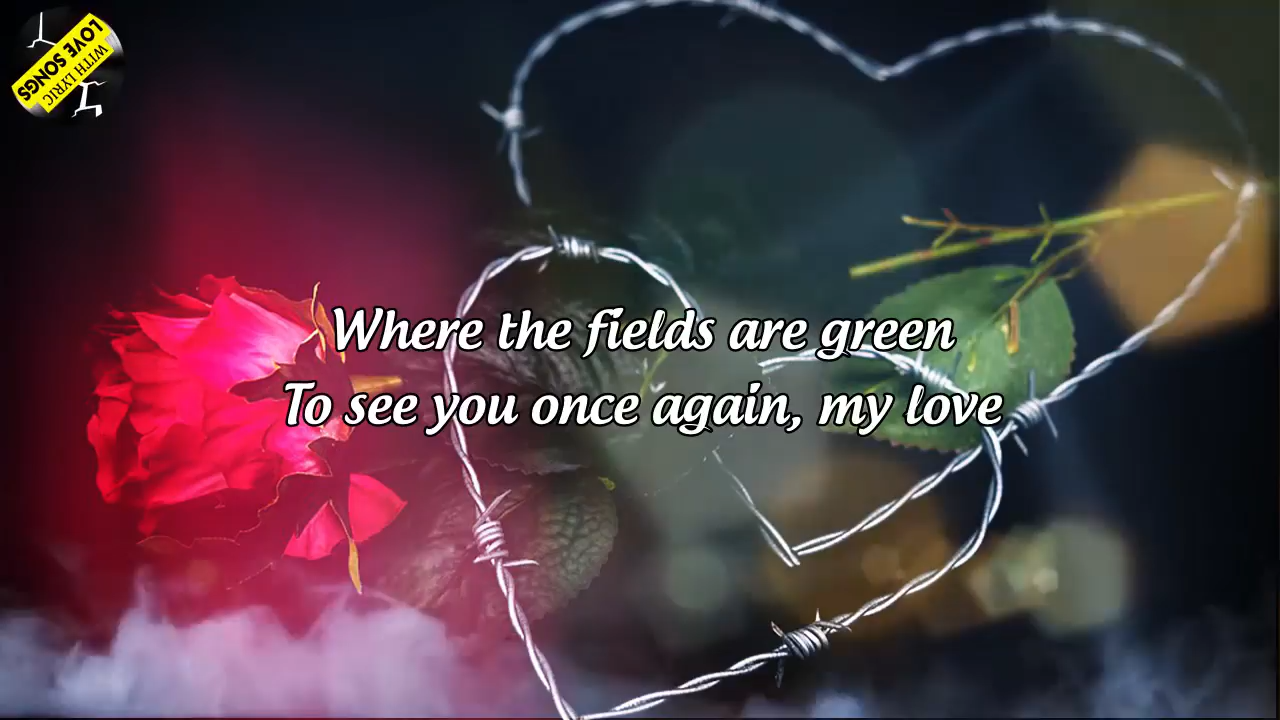 LOVE SONGS
WITH LYRIC
Where the fields are green
To see you once again, my love